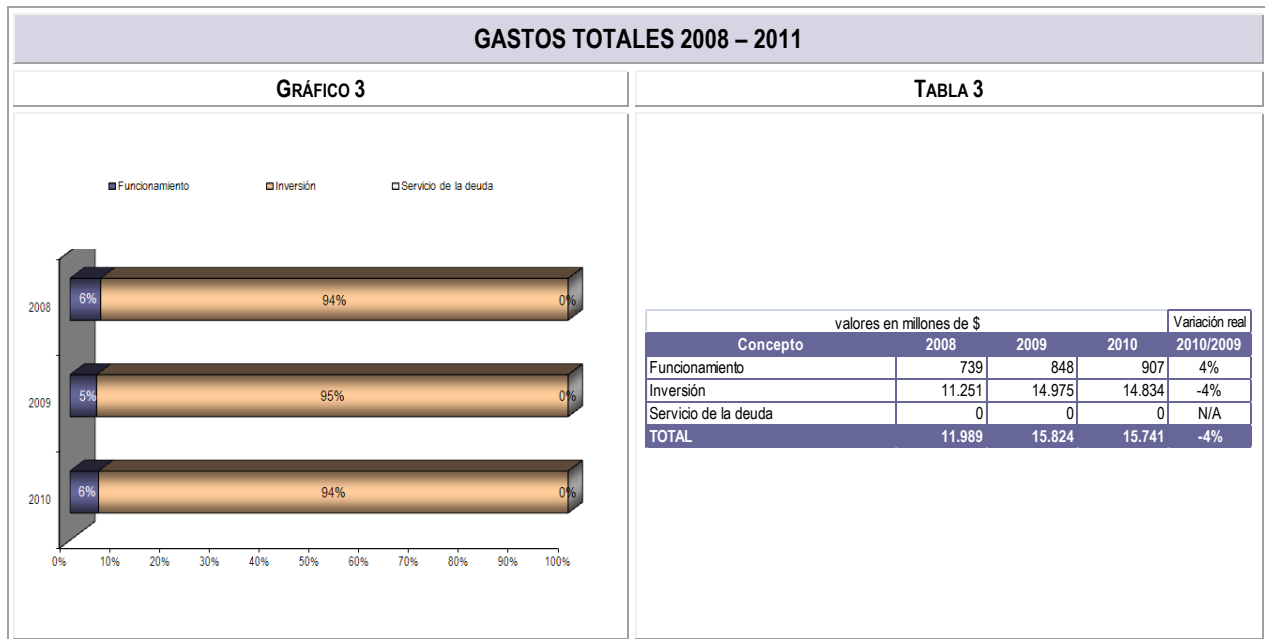 GASTOS TOTALES 2008 – 2011
GRÁFICO 3
Funcionamiento Inversión Servicio de la deuda
2008 6% 94% 0%
2009 5% 95% 0%
2010 6% 94% 0%
0% 10% 20% 30% 40% 50% 60% 70% 80% 90% 100%
TABLA 3
valores en millones de $ Variación real
Concepto 2008 2009 2010 2010/2009
Funcionamiento 739 848 907 4%
Inversión 11.251 14.975 14.834 -4%
Servicio de la deuda 0 0 0 N/A
TOTAL 11.989 15.824 15.741 -4%